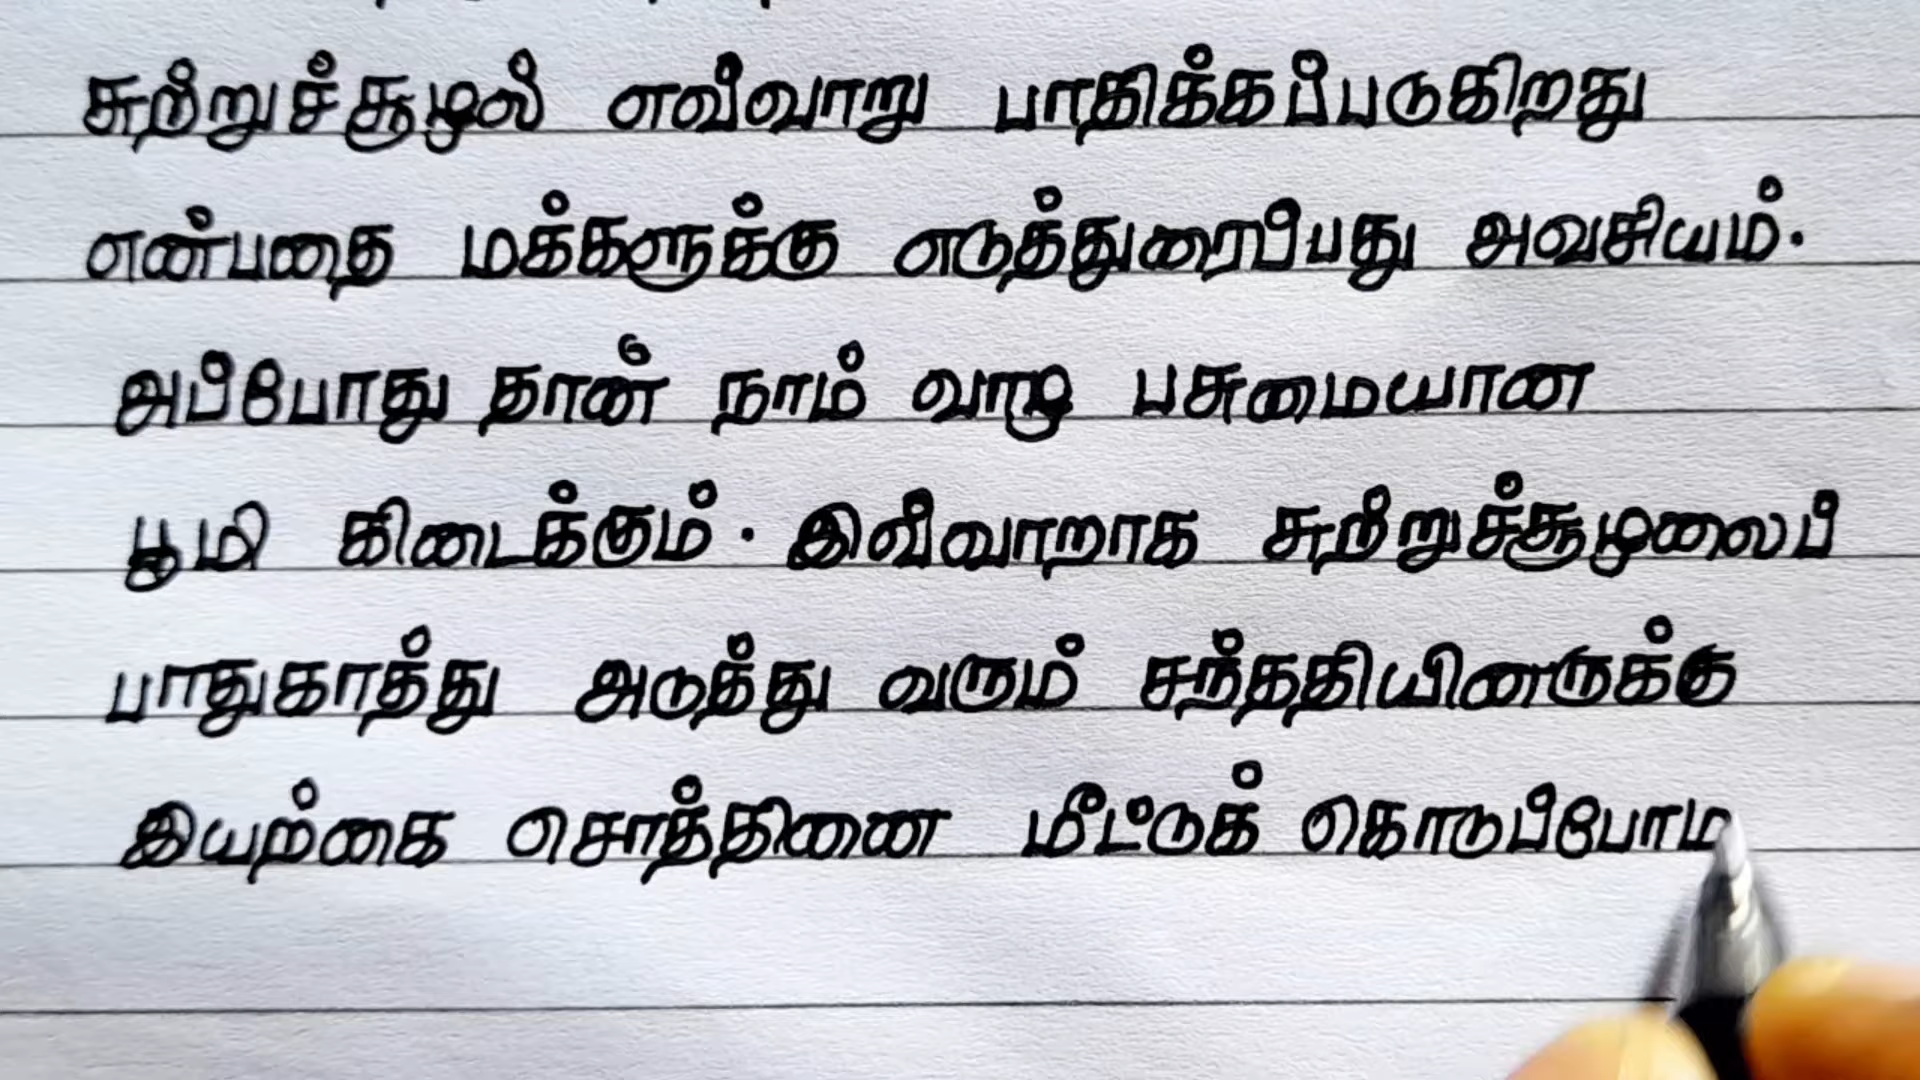 சுற்றுச்சூழல் எவ்வாறு பாதிக்கப்படுகிறது
என்பதை மக்களுக்கு எடுத்துரைப்பது அவசியம்.
அப்போது தான் நாம் வாழ பசுமையான
பூமி கிடைக்கும். இவ்வாறாக சுற்றுச்சூழலைப்
பாதுகாத்து அடுத்து வரும் சந்ததியினருக்கு
இயற்கை சொத்தினை மீட்டுக் கொடுப்போம